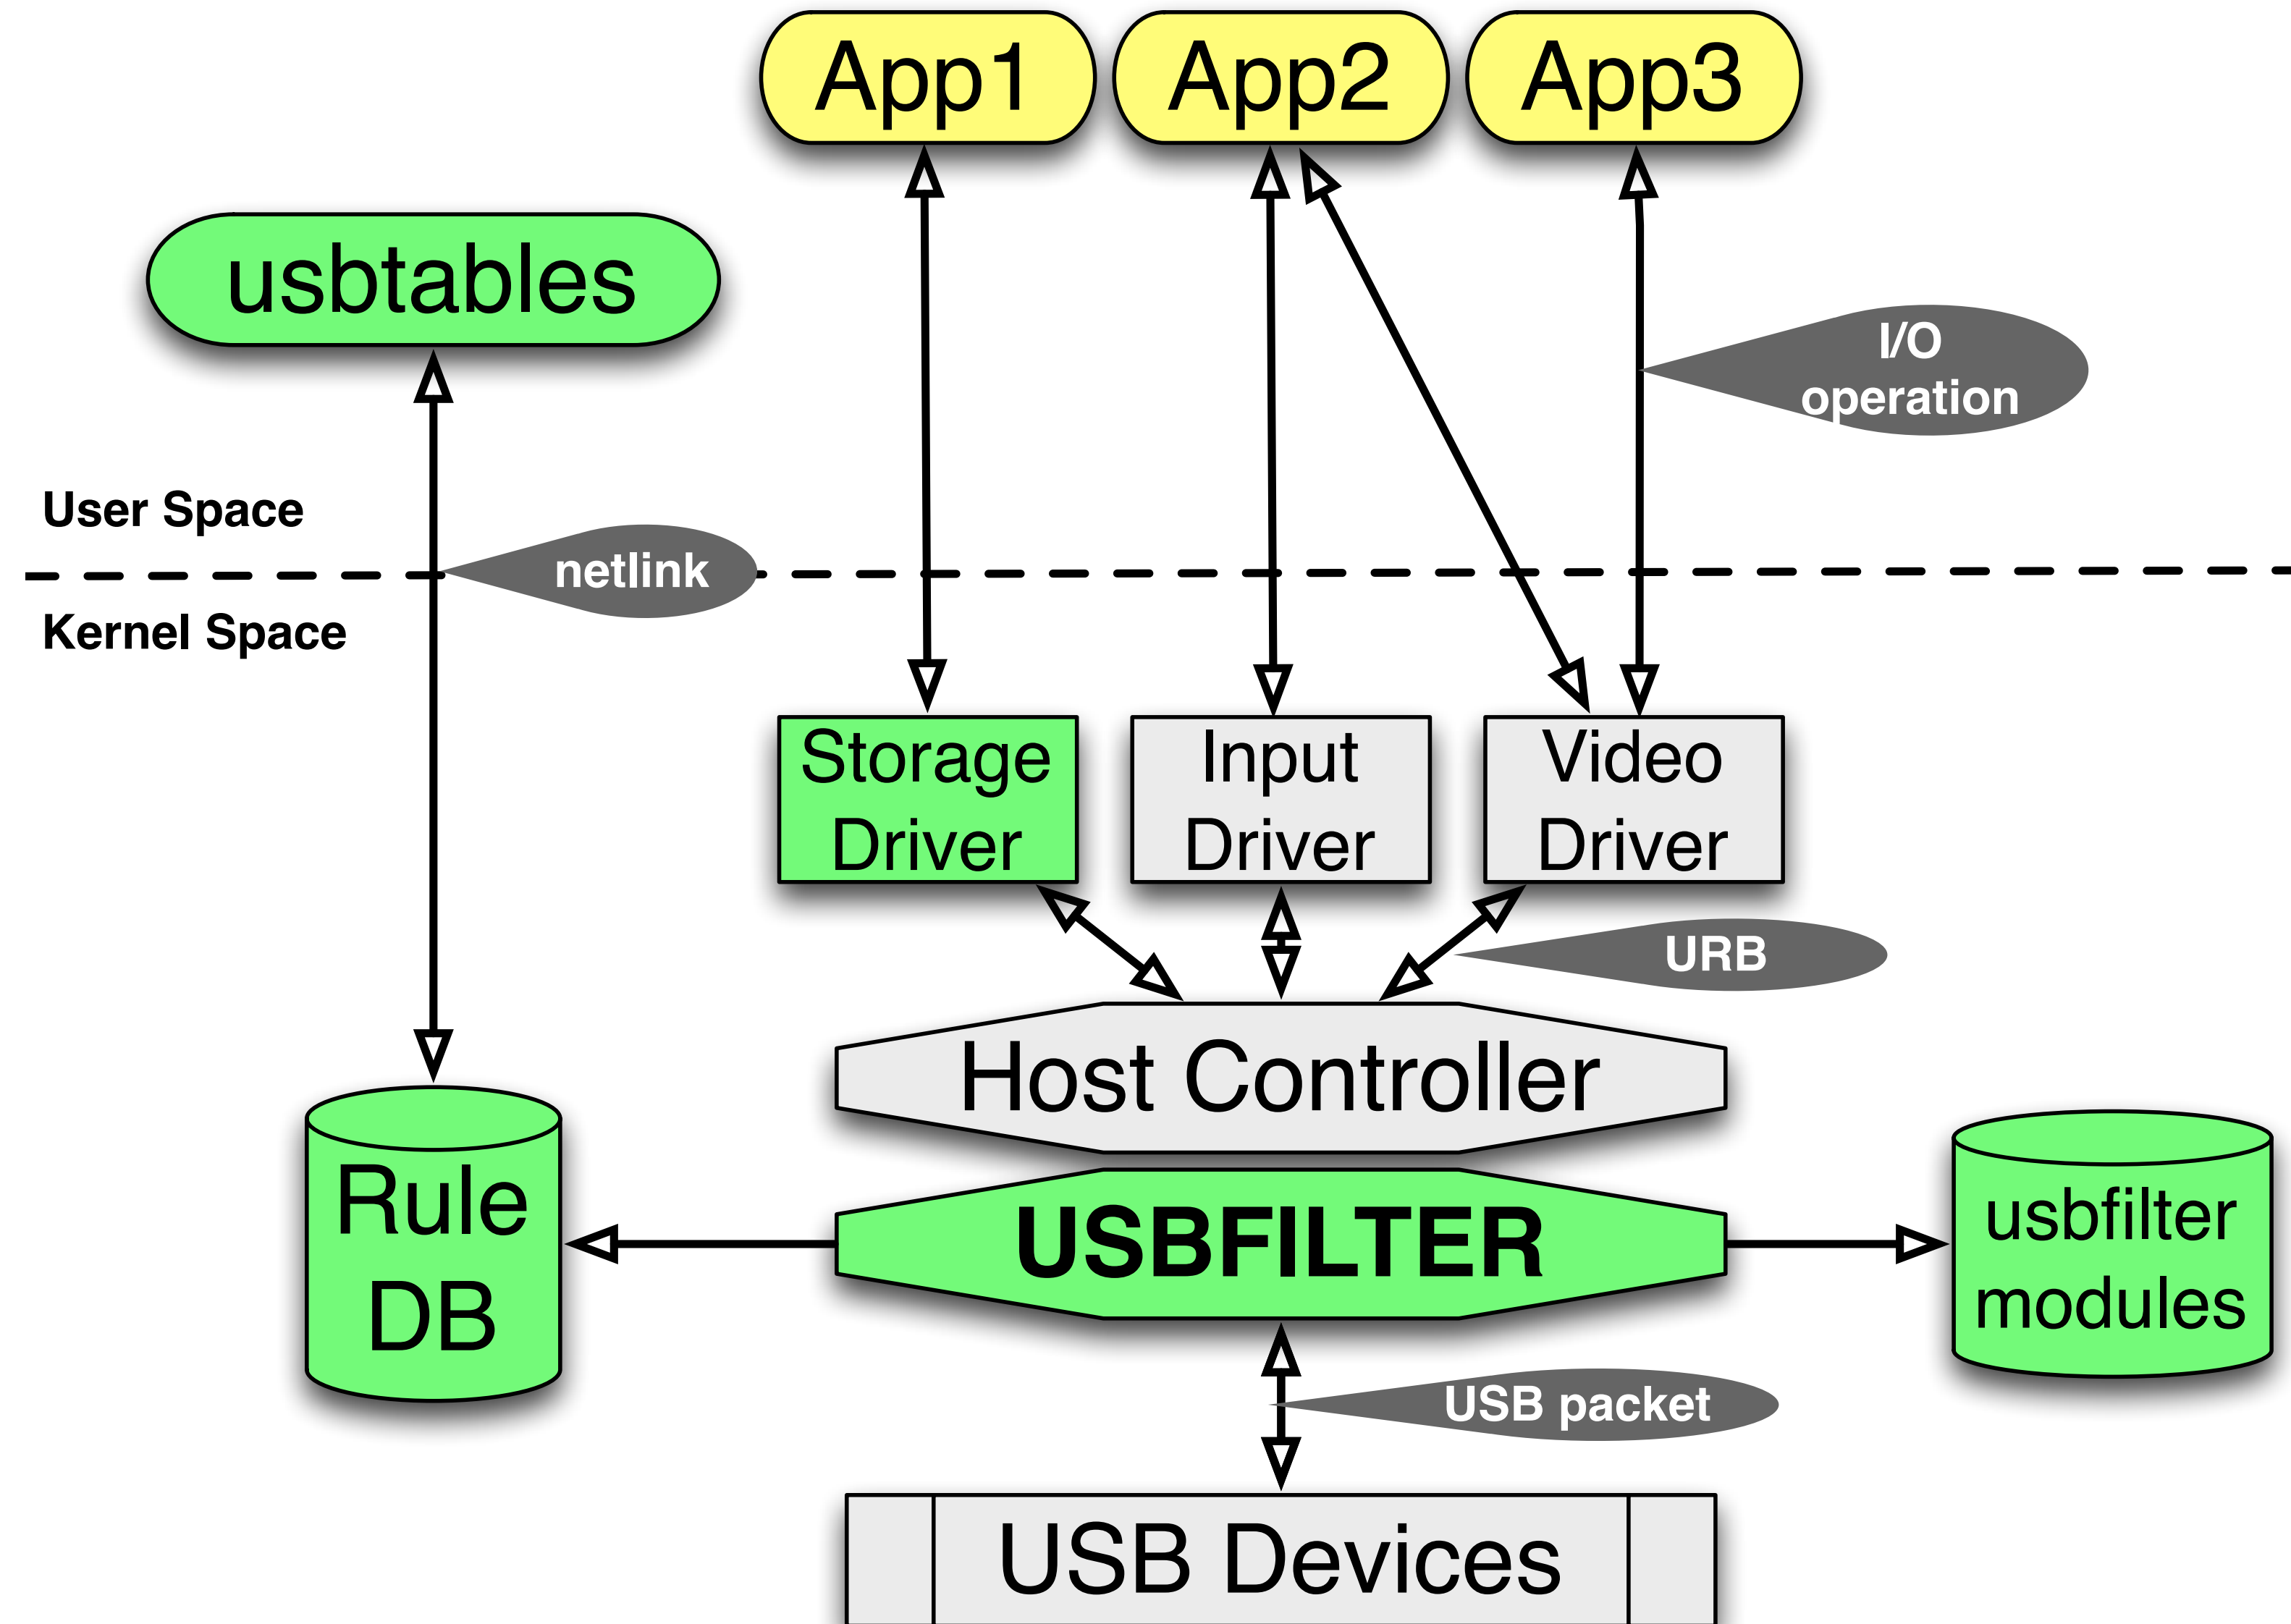 App1
App2
App3
usbtables
I/O
operation
User Space
netlink
Kernel Space
Storage
Driver
Input
Driver
Video
Driver
URB
Host Controller
Rule
DB
USBFILTER
usbfilter
modules
USB packet
USB Devices